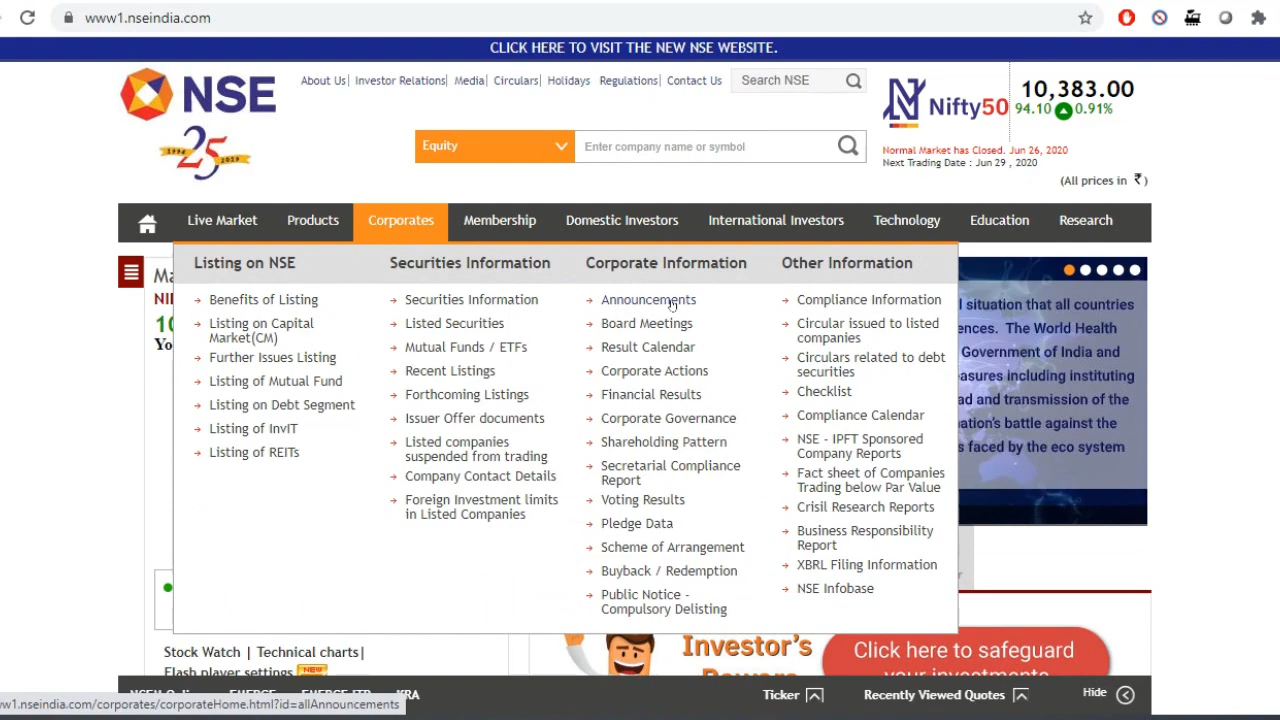 www1.nseindia.com
CLICK HERE TO VISIT THE NEW NSE WEBSITE.
NSE
About Us| Investor Relations| Media| Circulars| Holidays Regulations| Contact Us
Search NSE
Nifty50
10,383.00
94.10 0.91%
Equity
Enter company name or symbol
Normal Market has Closed. Jun 26, 2020
Next Trading Date : Jun 29 , 2020
(All prices in ₹)
Live Market Products Corporates Membership Domestic Investors International Investors Technology Education Research
Listing on NSE
Benefits of Listing
Listing on Capital
Market(CM)
Further Issues Listing
Listing of Mutual Fund
Listing on Debt Segment
Listing of InvIT
Listing of REITs
Securities Information
Securities Information
Listed Securities
Mutual Funds / ETFs
Recent Listings
Forthcoming Listings
Issuer Offer documents
Listed companies
suspended from trading
Company Contact Details
Foreign Investment limits
in Listed Companies
Corporate Information
Announcements
Board Meetings
Result Calendar
Corporate Actions
Financial Results
Corporate Governance
Shareholding Pattern
Secretarial Compliance
Report
Voting Results
Pledge Data
Scheme of Arrangement
Buyback / Redemption
Public Notice -
Compulsory Delisting
Other Information
Compliance Information
Circular issued to listed
companies
Circulars related to debt
securities
Checklist
Compliance Calendar
NSE - IPFT Sponsored
Company Reports
Fact sheet of Companies
Trading below Par Value
Crisil Research Reports
Business Responsibility
Report
XBRL Filing Information
NSE Infobase
l situation that all countries
ences. The World Health
Government of India and
easures including instituting
ad and transmission of the
nation's battle against the
s faced by the eco system
Stock Watch | Technical charts|
Flash player settings NEW
Investor's
Click here to safeguard
your investments
KRA
Ticker
Recently Viewed Quotes
Hide
w1.nseindia.com/corporates/corporateHome.html?id=allAnnouncements